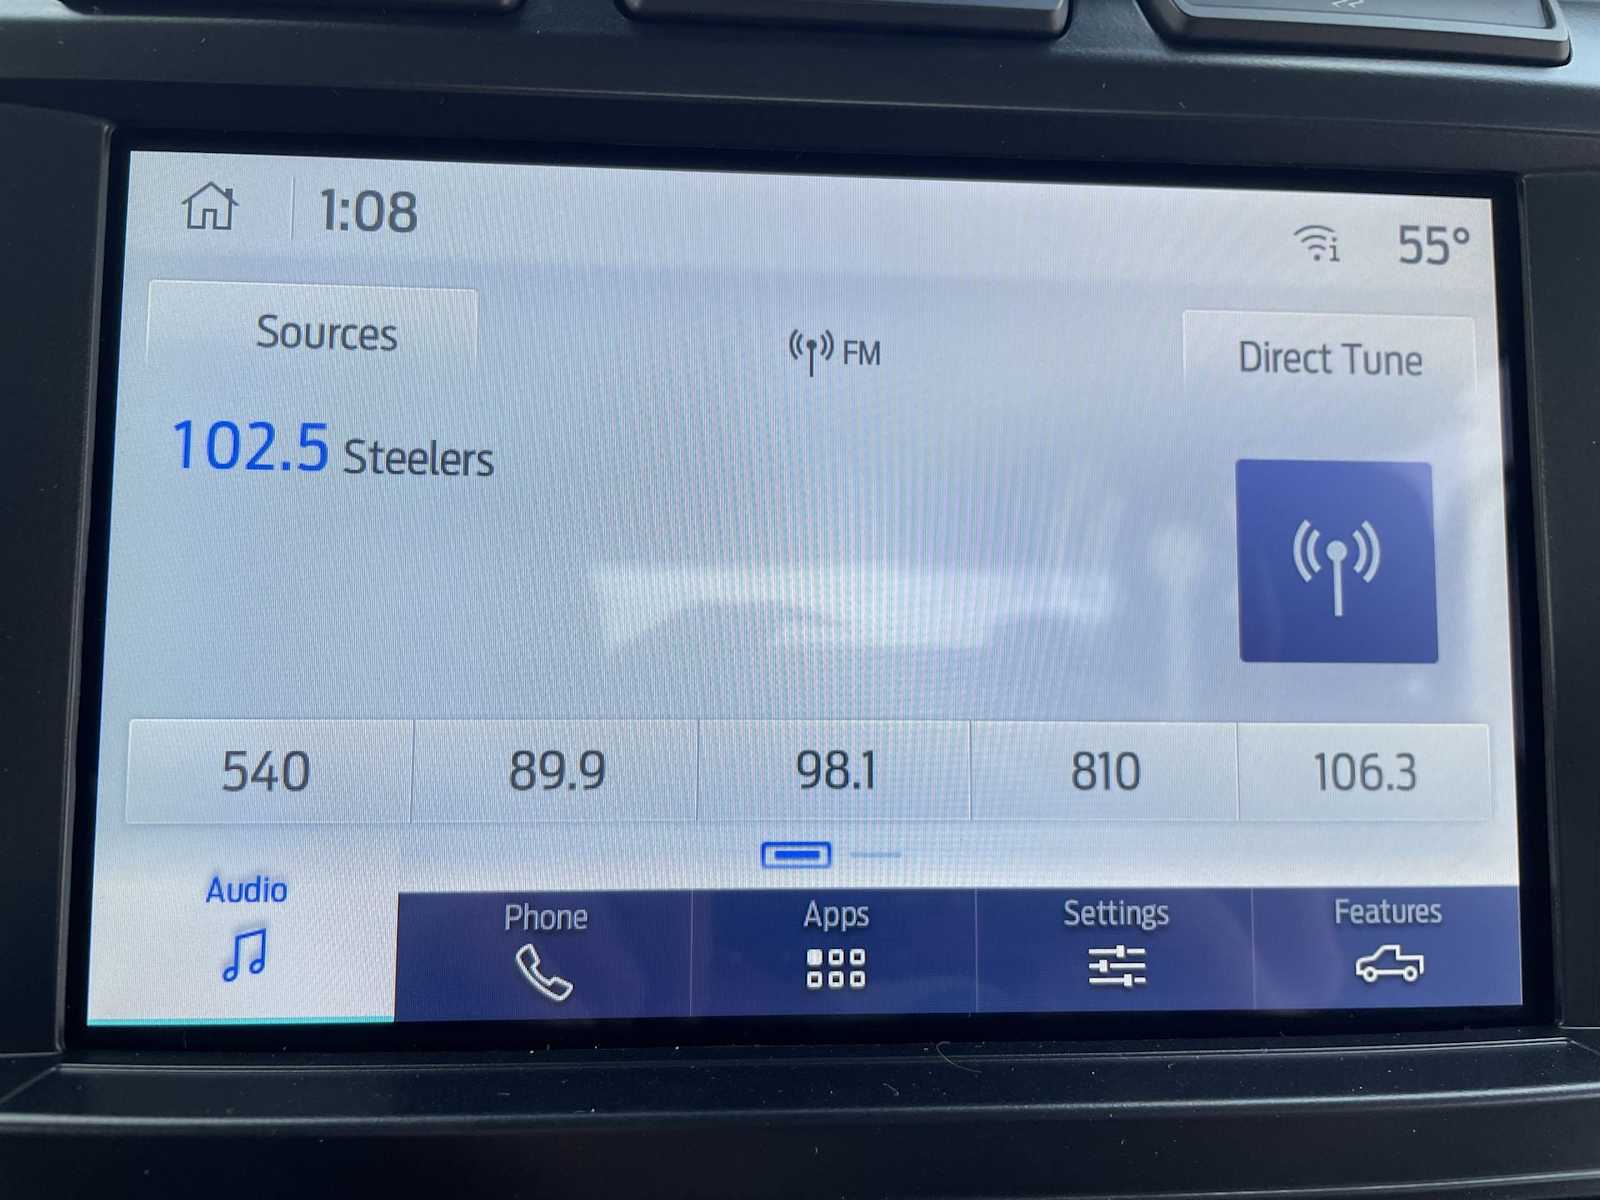 1:08
55°
Sources
FM
Direct Tune
102.5 Steelers
540 89.9 98.1 810 106.3
Audio Phone Apps Settings Features